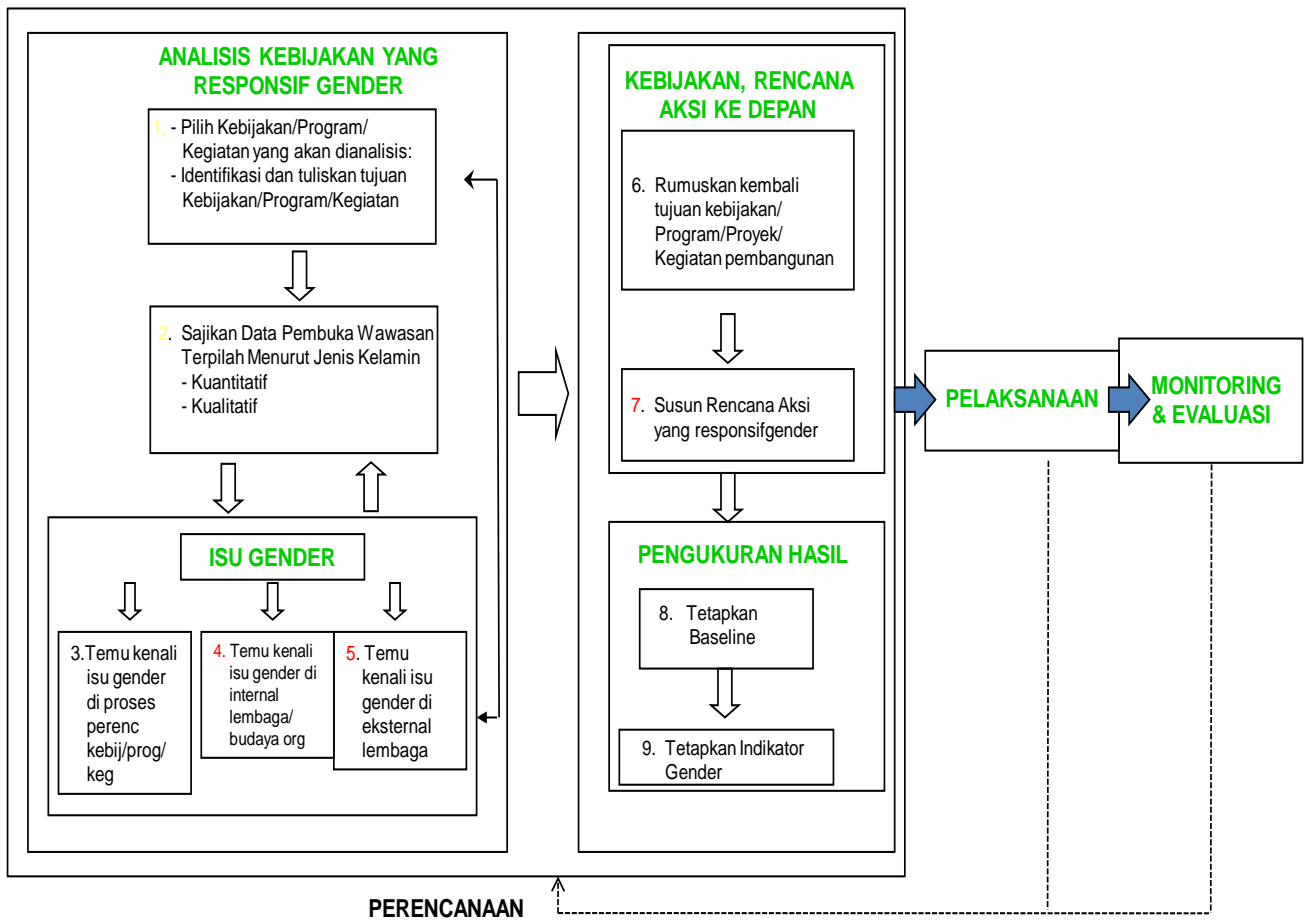 ANALISIS KEBIJAKAN YANG
RESPONSIF GENDER
1. - Pilih Kebijakan/Program/
Kegiatan yang akan dianalisis:
- Identifikasi dan tuliskan tujuan
Kebijakan/Program/Kegiatan
2. Sajikan Data Pembuka Wawasan
Terpilah Menurut Jenis Kelamin
- Kuantitatif
- Kualitatif
ISU GENDER
3.Temu kenali
isu gender
di proses
perenc
kebij/prog/
keg
4. Temu kenali
isu gender di
internal
lembaga/
budaya org
5. Temu
kenali isu
gender di
eksternal
lembaga
KEBIJAKAN, RENCANA
AKSI KE DEPAN
6. Rumuskan kembali
tujuan kebijakan/
Program/Proyek/
Kegiatan pembangunan
7. Susun Rencana Aksi
yang responsifgender
PENGUKURAN HASIL
8. Tetapkan
Baseline
9. Tetapkan Indikator
Gender
PELAKSANAAN
MONITORING
& EVALUASI
PERENCANAAN